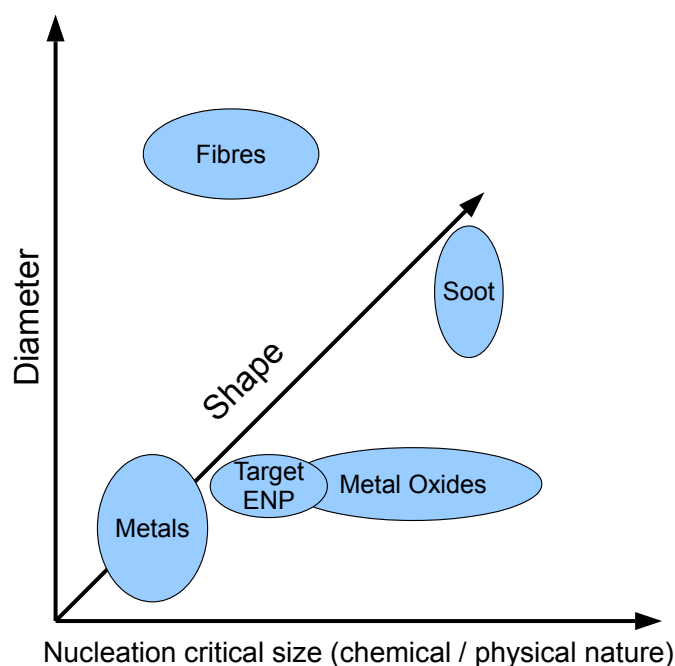 Fibres
Diameter
Soot
Shape
Target
ENP
Metal Oxides
Metals
Nucleation critical size (chemical / physical nature)